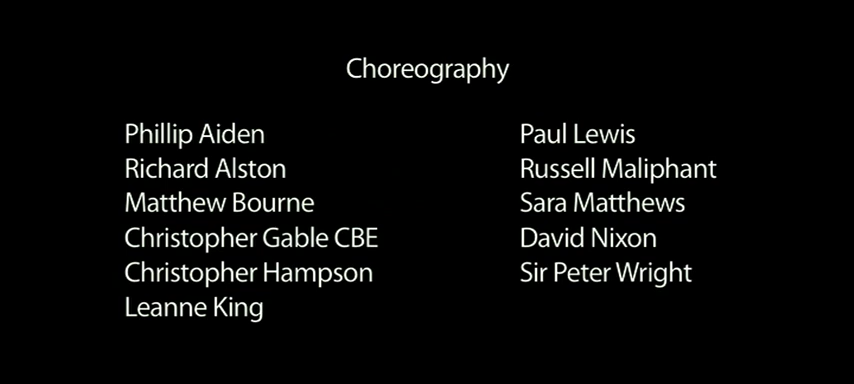 Choreography
Phillip Aiden
Richard Alston
Matthew Bourne
Christopher Gable CBE
Christopher Hampson
Leanne King
Paul Lewis
Russell Maliphant
Sara Matthews
David Nixon
Sir Peter Wright